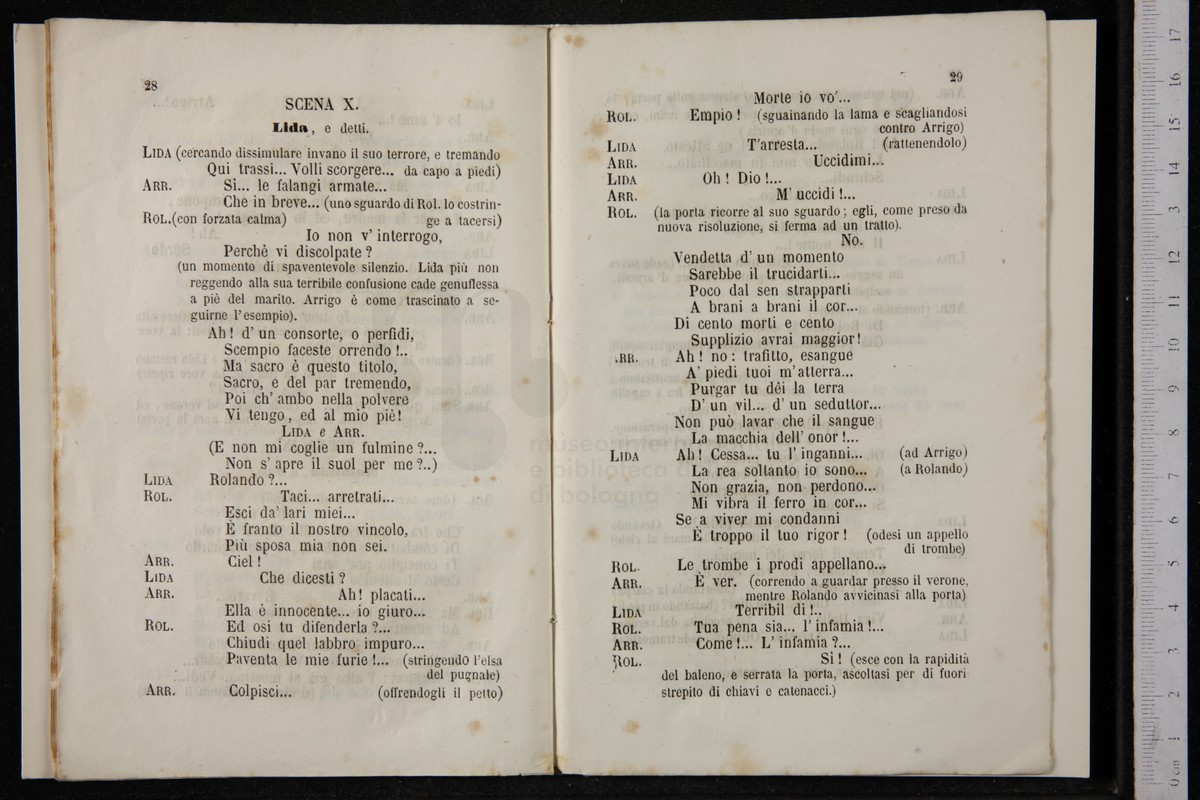 28
SCENA X.
Lida, e detti.
LIDA (cercando dissimulare invano il suo terrore, e tremando
Qui trassi... Volli scorgere... da capo a piedi)
ARR. Si... le falangi armate...
Che in breve... (uno sguardo di Rol. lo costrin-
ROL. (con forzata calma) ge a tacersi)
Io non v' interrogo,
Perchè vi discolpate ?
(un momento di spaventevole silenzio. Lida più non
reggendo alla sua terribile confusione cade genuflessa
a piè del marito. Arrigo è come trascinato a se-
guirne l'esempio).
Ah ! d' un consorte, o perfidi,
Scempio faceste orrendo !..
Ma sacro è questo titolo,
Sacro, e del par tremendo,
Poi ch' ambo nella polvere
Vi tengo, ed al mio piè!
LIDA e ARR.
(E non mi coglie un fulmine ?...
Non s' apre il suol per me ?..)
LIDA Rolando ?...
ROL. Taci... arretrati...
Esci da' lari miei...
È franto il nostro vincolo,
Più sposa mia non sei.
ARR. Ciel !
LIDA Che dicesti ?
ARR. Ah! placati...
Ella è innocente... io giuro...
ROL. Ed osi tu difenderla ?...
Chiudi quel labbro impuro...
Paventa le mie furie !... (stringendo l'elsa
del pugnale)
ARR. Colpisci... (offrendogli il petto)
29
Morte io vo'...
ROL. Empio ! (sguainando la lama e scagliandosi
contro Arrigo)
LIDA T'arresta... (rattenendolo)
ARR. Uccidimi...
LIDA Oh ! Dio !...
ARR. M' uccidi !...
ROL. (la porta ricorre al suo sguardo ; egli, come preso da
nuova risoluzione, si ferma ad un tratto).
No.
Vendetta d' un momento
Sarebbe il trucidarti...
Poco dal sen strapparti
A brani a brani il cor...
Di cento morti e cento
Supplizio avrai maggior!
ARR. Ah ! no : trafitto, esangue
A' piedi tuoi m'atterra...
Purgar tu dêi la terra
D' un vil... d' un seduttor...
Non può lavar che il sangue
La macchia dell' onor !...
LIDA Ah ! Cessa... tu l' inganni... (ad Arrigo)
La rea soltanto io sono... (a Rolando)
Non grazia, non perdono...
Mi vibra il ferro in cor...
Se a viver mi condanni
È troppo il tuo rigor ! (odesi un appello
di trombe)
ROL. Le trombe i prodi appellano...
ARR. È ver. (correndo a guardar presso il verone,
mentre Rolando avvicinasi alla porta)
LIDA Terribil dì !..
ROL. Tua pena sia... l' infamia !...
ARR. Come !... L' infamia ?...
ROL. Si ! (esce con la rapidità
del baleno, e serrata la porta, ascoltasi per di fuori
strepito di chiavi e catenacci.)
museo inter
e biblioteca
di bologna